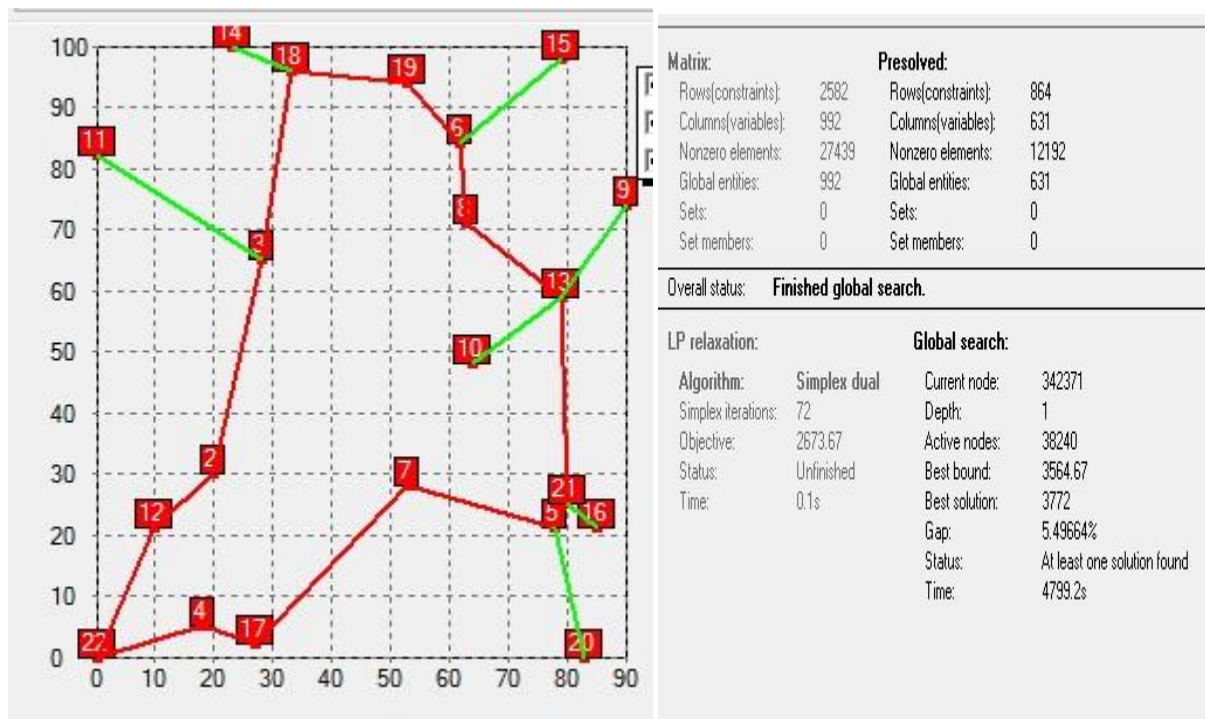 100
90
80
70
60
50
40
30
20
10
0
0 10 20 30 40 50 60 70 80 90
14
18
19
15
6
11
9
8
3
13
10
2
7
21
12
5 16
4
17
22
20
Matrix: Presolved:
Rows(constraints): 2582 Rows(constraints): 864
Columns(variables): 992 Columns(variables): 631
Nonzero elements: 27439 Nonzero elements: 12192
Global entities: 992 Global entities: 631
Sets: 0 Sets: 0
Set members: 0 Set members: 0
Overall status: Finished global search.
LP relaxation: Global search:
Algorithm: Simplex dual Current node: 342371
Simplex iterations: 72 Depth: 1
Objective: 2673.67 Active nodes: 38240
Status: Unfinished Best bound: 3564.67
Time: 0.1s Best solution: 3772
Gap: 5.49664%
Status: At least one solution found
Time: 4799.2s